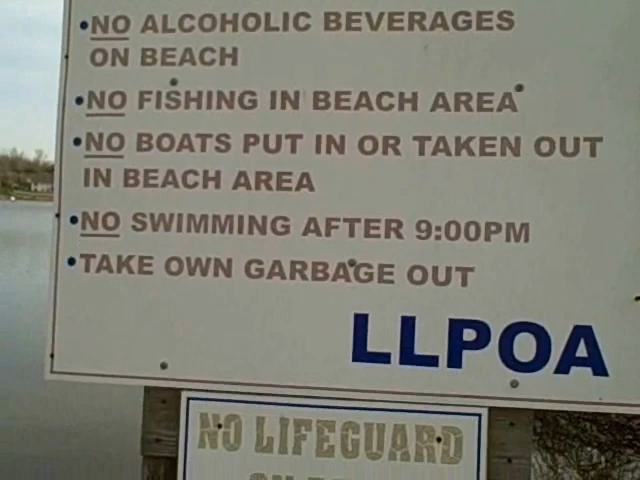 •NO ALCOHOLIC BEVERAGES
ON BEACH
•NO FISHING IN BEACH AREA
•NO BOATS PUT IN OR TAKEN OUT
IN BEACH AREA
•NO SWIMMING AFTER 9:00PM
•TAKE OWN GARBAGE OUT
LLPOA
NO LIFEGUARD